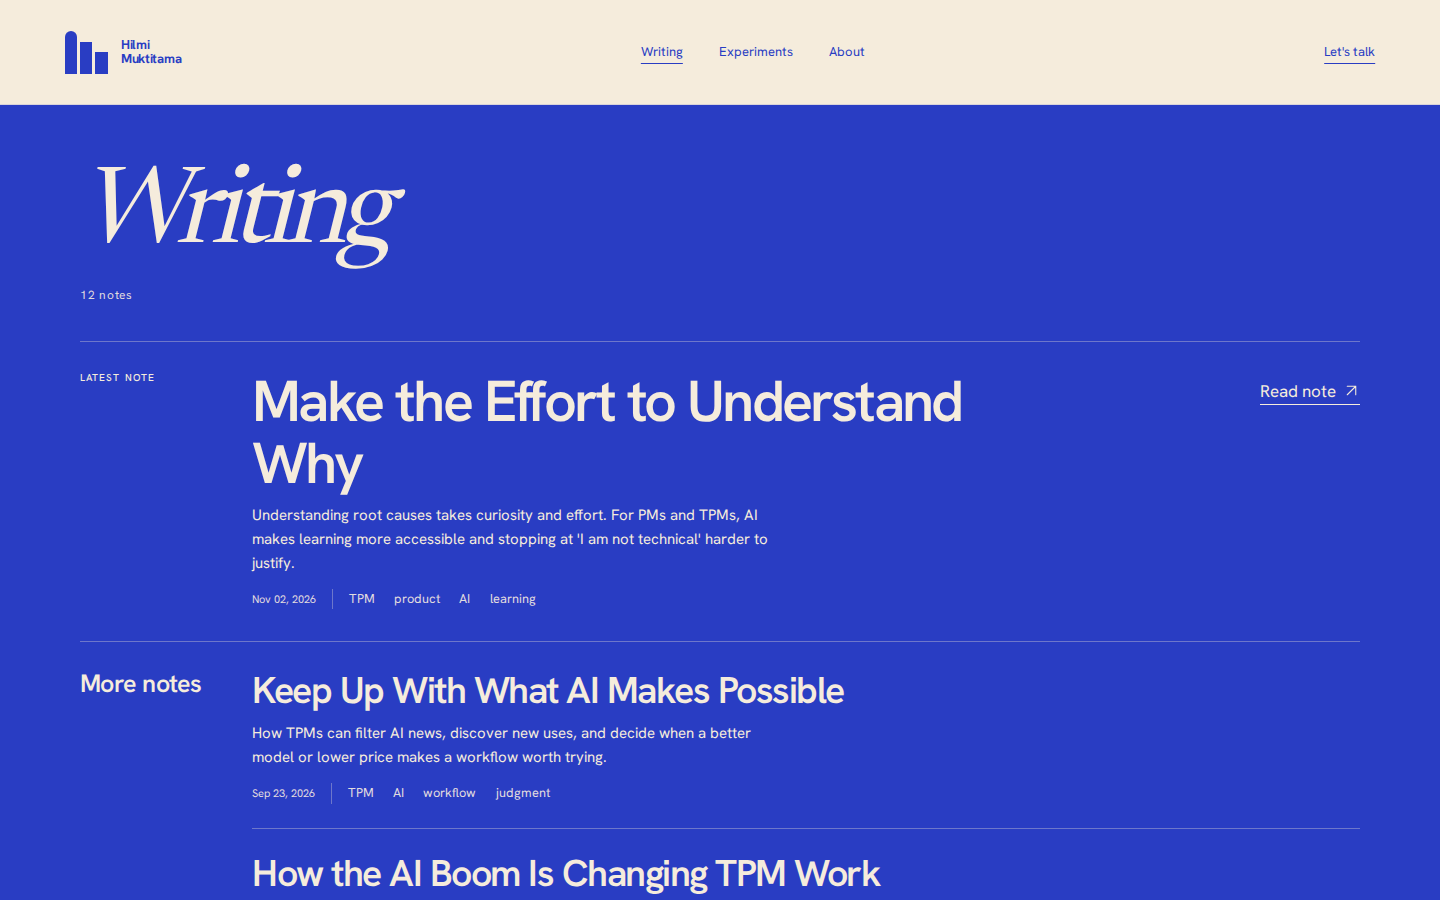 Hilmi
Muktitama
Writing
Experiments
About
Let's talk
Writing
12 notes
LATEST NOTE
Make the Effort to Understand
Why
Read note
Understanding root causes takes curiosity and effort. For PMs and TPMs, AI
makes learning more accessible and stopping at 'I am not technical' harder to
justify.
Nov 02, 2026
TPM
product
AI
learning
More notes
Keep Up With What AI Makes Possible
How TPMs can filter AI news, discover new uses, and decide when a better
model or lower price makes a workflow worth trying.
Sep 23, 2026
TPM
AI
workflow
judgment
How the AI Boom Is Changing TPM Work